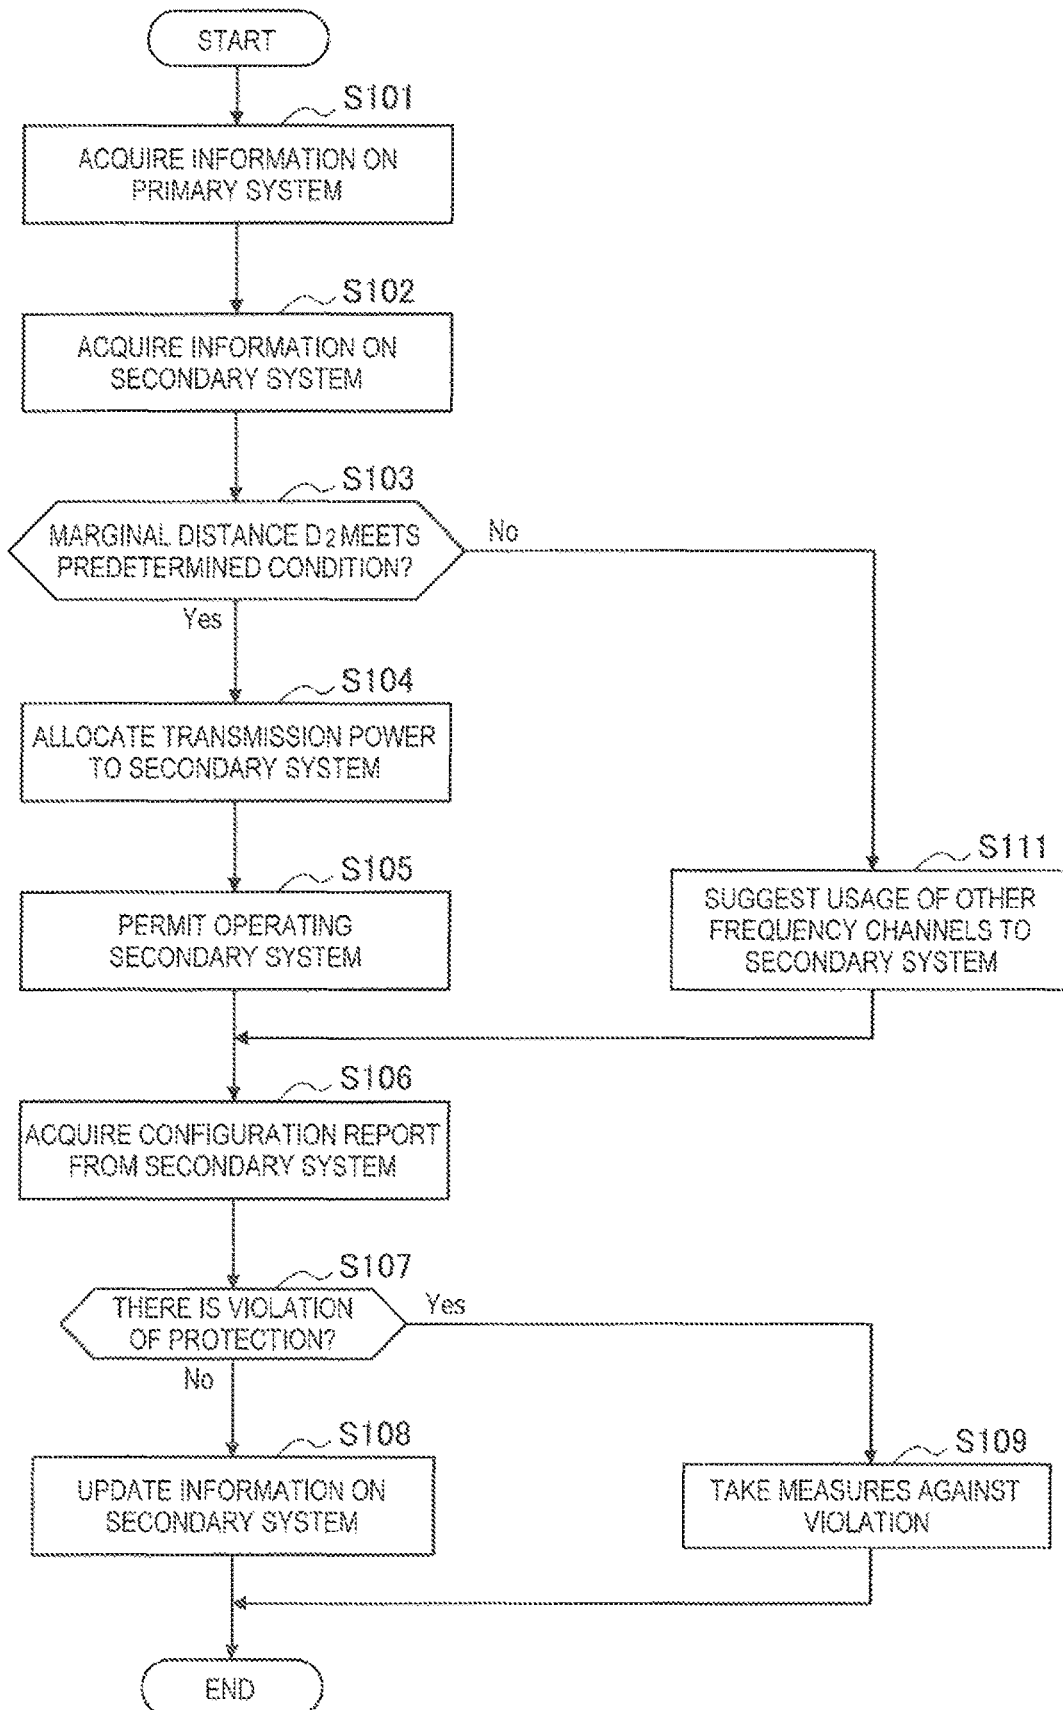 START
S101
ACQUIRE INFORMATION ON
PRIMARY SYSTEM
S102
ACQUIRE INFORMATION ON
SECONDARY SYSTEM
S103
MARGINAL DISTANCE D2 MEETS
PREDETERMINED CONDITION?
No
Yes
S104
ALLOCATE TRANSMISSION POWER
TO SECONDARY SYSTEM
S105
PERMIT OPERATING
SECONDARY SYSTEM
S111
SUGGEST USAGE OF OTHER
FREQUENCY CHANNELS TO
SECONDARY SYSTEM
S106
ACQUIRE CONFIGURATION REPORT
FROM SECONDARY SYSTEM
S107
THERE IS VIOLATION
OF PROTECTION?
Yes
No
S108
UPDATE INFORMATION ON
SECONDARY SYSTEM
S109
TAKE MEASURES AGAINST
VIOLATION
END